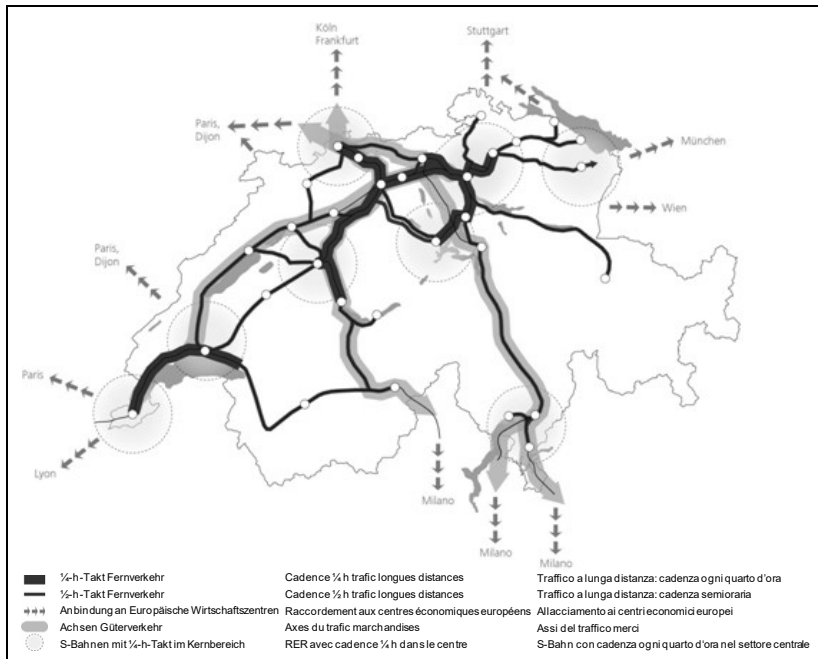 Köln
Frankfurt
Stuttgart
Paris,
Dijon
München
Wien
Paris,
Dijon
Paris
Lyon
Milano
Milano
Milano
¼-h-Takt Fernverkehr Cadence ¼ h trafic longues distances Traffico a lunga distanza: cadenza ogni quarto d'ora
½-h-Takt Fernverkehr Cadence ½ h trafic longues distances Traffico a lunga distanza: cadenza semioraria
Anbindung an Europäische Wirtschaftszentren Raccordement aux centres économiques européens Allacciamento ai centri economici europei
Achsen Güterverkehr Axes du trafic marchandises Assi del traffico merci
S-Bahnen mit ¼-h-Takt im Kernbereich RER avec cadence ¼ h dans le centre S-Bahn con cadenza ogni quarto d'ora nel settore centrale